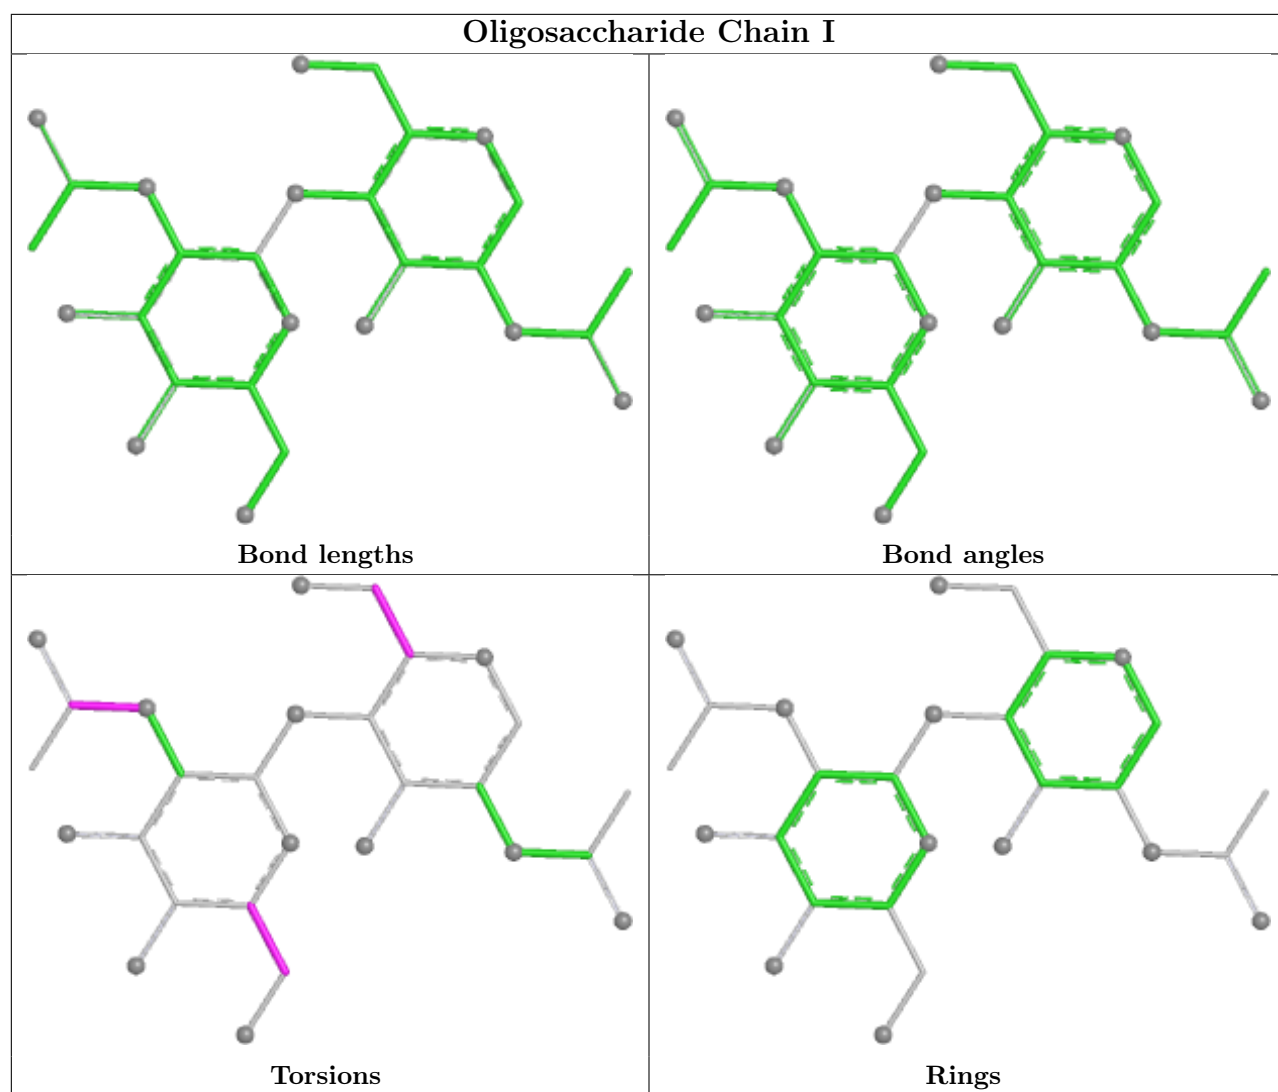 Oligosaccharide Chain I
Bond lengths
Bond angles
Torsions
Rings